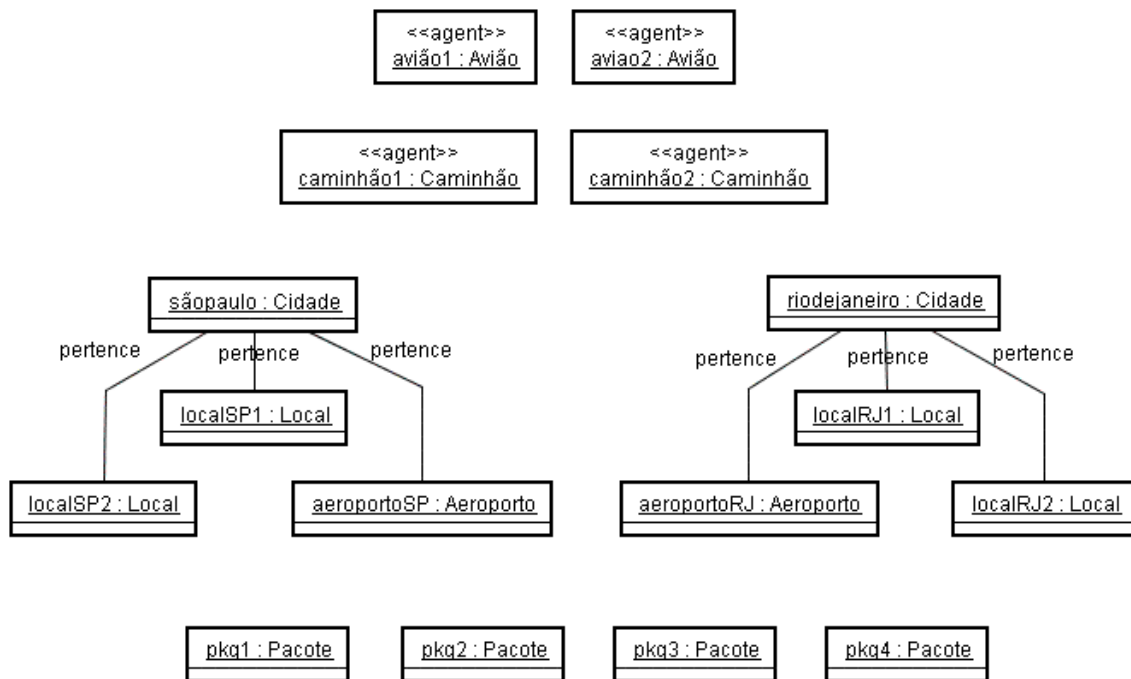 <<agent>>
avião1 : Avião
<<agent>>
aviao2 : Avião
<<agent>>
caminhão1 : Caminhão
<<agent>>
caminhão2 : Caminhão
sãopaulo : Cidade
riodejaneiro : Cidade
pertence
pertence
pertence
pertence
pertence
pertence
localSP1 : Local
localRJ1 : Local
localSP2 : Local
aeroportoSP : Aeroporto
aeroportoRJ : Aeroporto
localRJ2 : Local
pkg1 : Pacote
pkg2 : Pacote
pkg3 : Pacote
pkg4 : Pacote